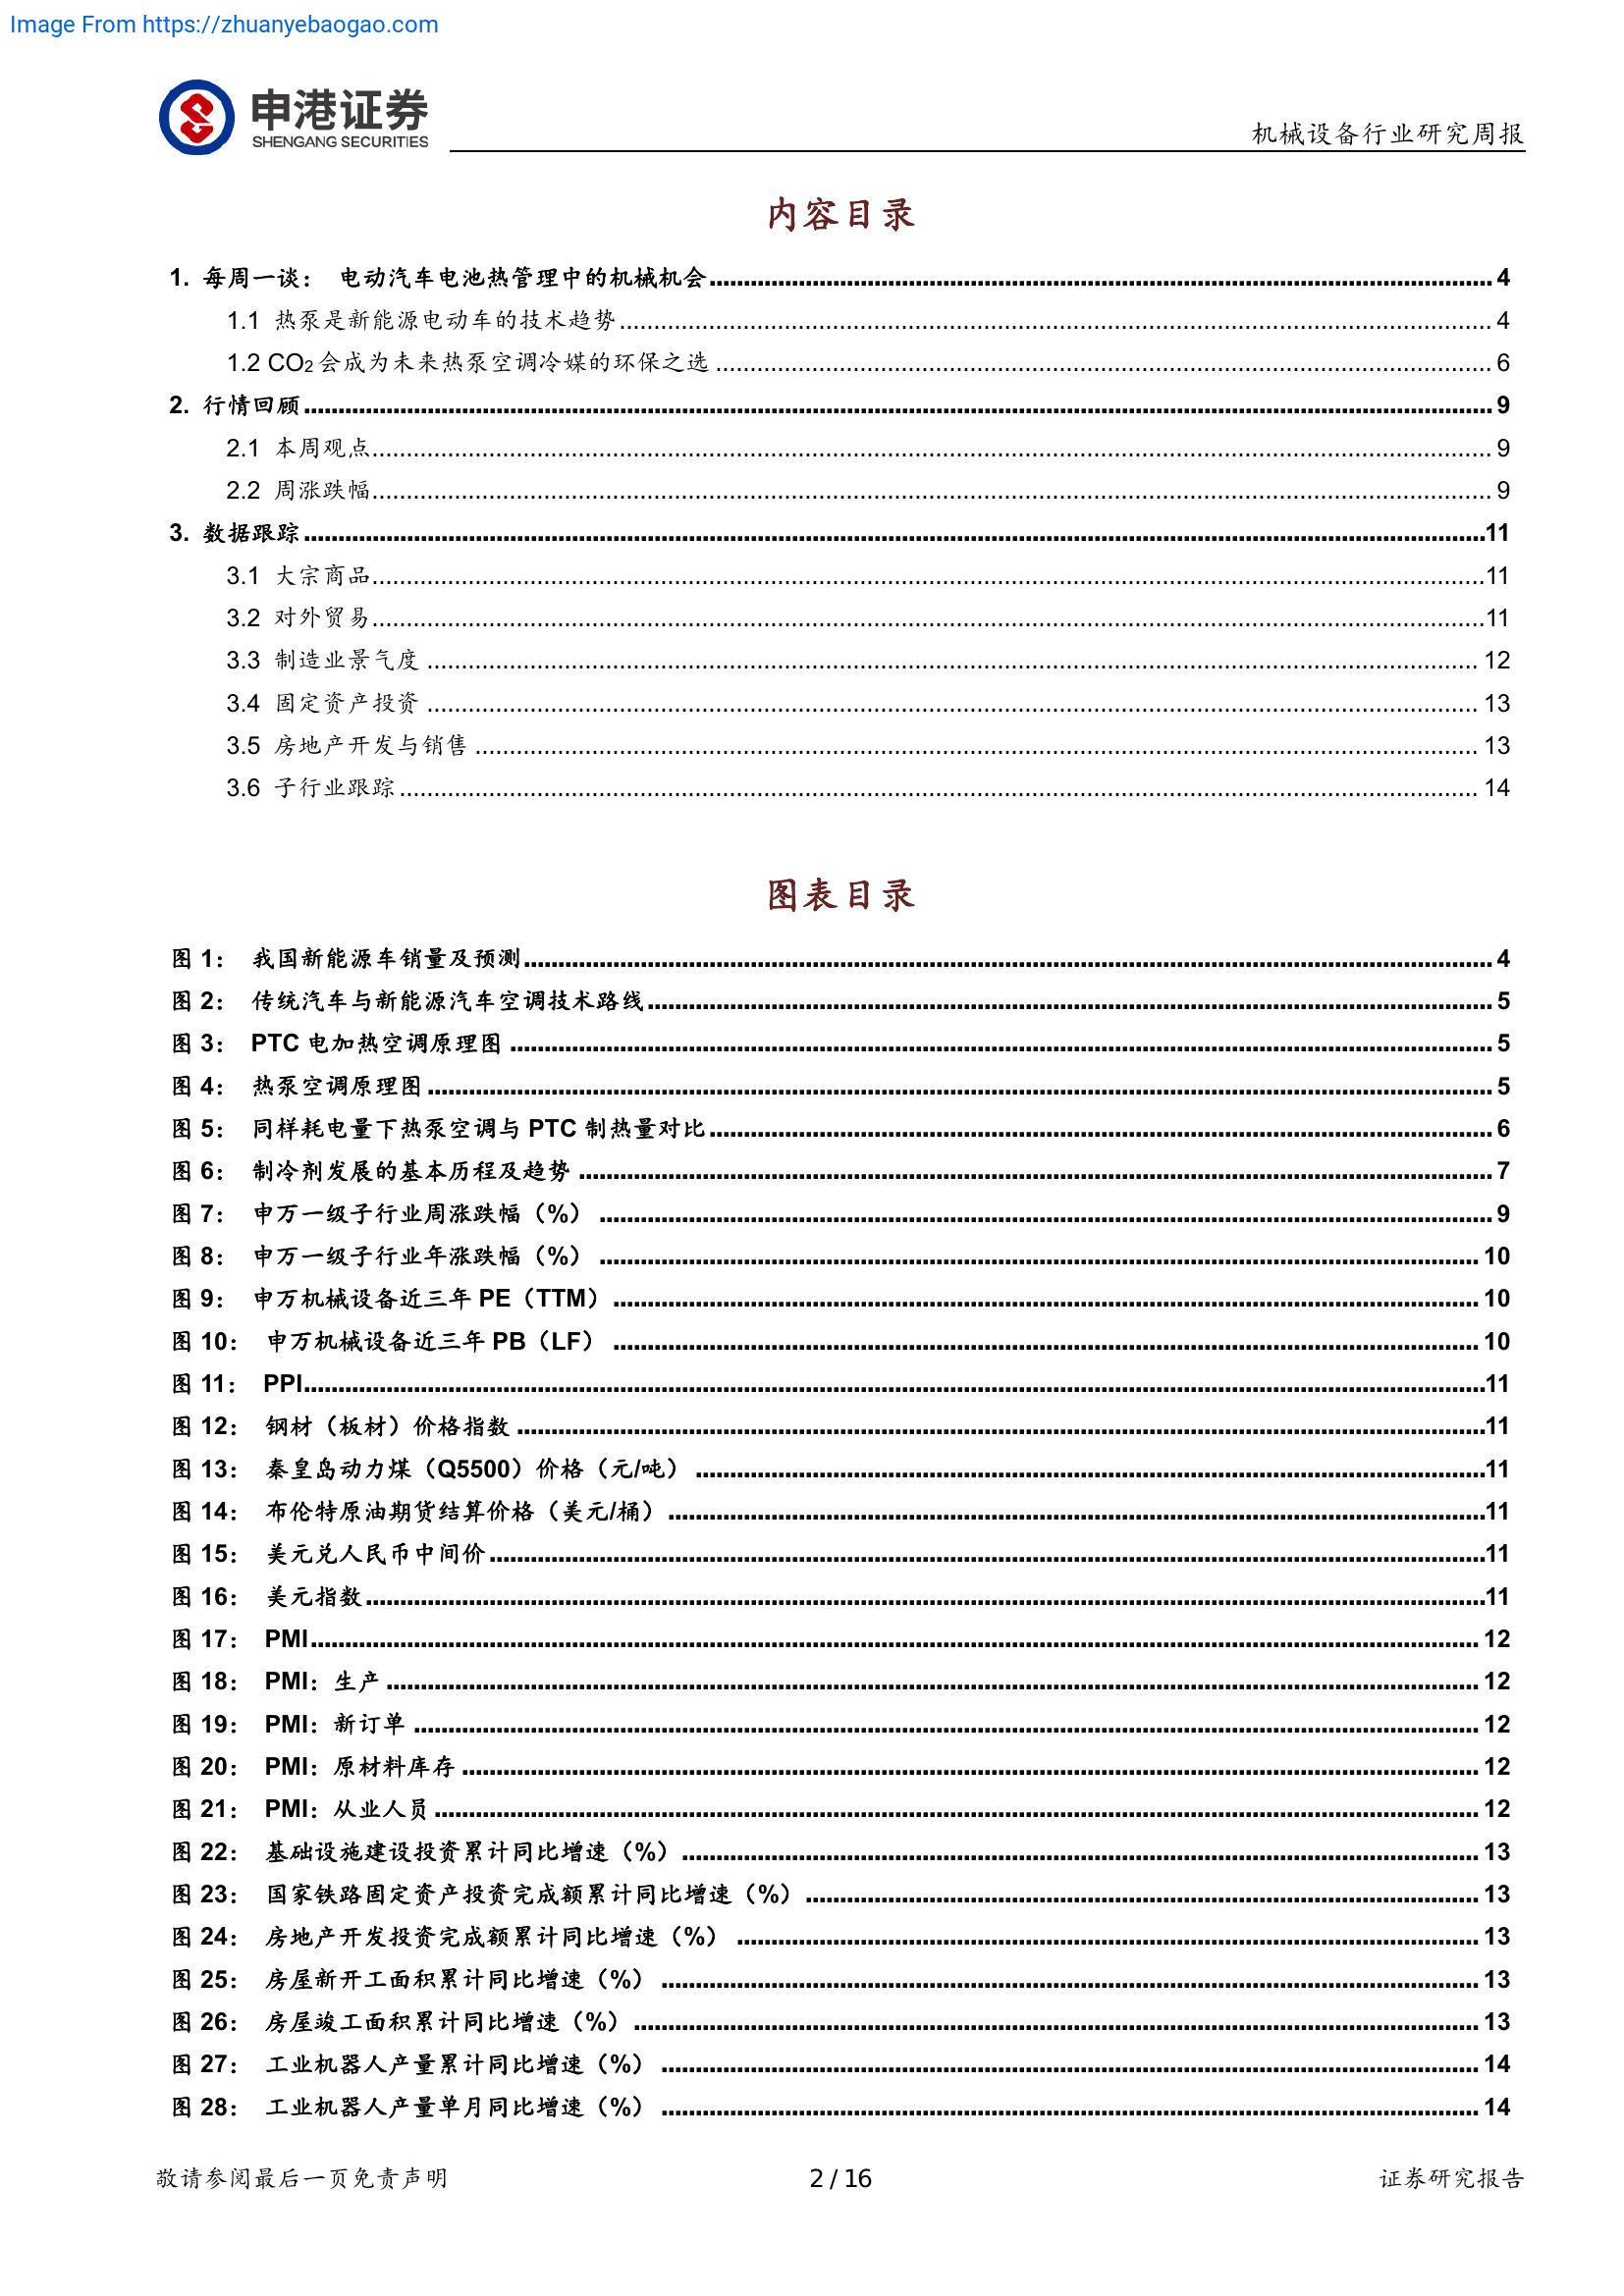 Image From https://zhuanyebaogao.com
申港证券
SHENGANG SECURITIES
机械设备行业研究周报
内容目录
1. 每周一谈： 电动汽车电池热管理中的机械机会 4
1.1 热泵是新能源电动车的技术趋势 4
1.2 CO2会成为未来热泵空调冷媒的环保之选 6
2. 行情回顾 9
2.1 本周观点 9
2.2 周涨跌幅 9
3. 数据跟踪 11
3.1 大宗商品 11
3.2 对外贸易 11
3.3 制造业景气度 12
3.4 固定资产投资 13
3.5 房地产开发与销售 13
3.6 子行业跟踪 14
图表目录
图 1： 我国新能源车销量及预测 4
图 2： 传统汽车与新能源汽车空调技术路线 5
图 3： PTC 电加热空调原理图 5
图 4： 热泵空调原理图 5
图 5： 同样耗电量下热泵空调与 PTC 制热量对比 6
图 6： 制冷剂发展的基本历程及趋势 7
图 7： 申万一级子行业周涨跌幅（%） 9
图 8： 申万一级子行业年涨跌幅（%） 10
图 9： 申万机械设备近三年 PE（TTM） 10
图 10： 申万机械设备近三年 PB（LF） 10
图 11： PPI 11
图 12： 钢材（板材）价格指数 11
图 13： 秦皇岛动力煤（Q5500）价格（元/吨） 11
图 14： 布伦特原油期货结算价格（美元/桶） 11
图 15： 美元兑人民币中间价 11
图 16： 美元指数 11
图 17： PMI 12
图 18： PMI：生产 12
图 19： PMI：新订单 12
图 20： PMI：原材料库存 12
图 21： PMI：从业人员 12
图 22： 基础设施建设投资累计同比增速（%） 13
图 23： 国家铁路固定资产投资完成额累计同比增速（%） 13
图 24： 房地产开发投资完成额累计同比增速（%） 13
图 25： 房屋新开工面积累计同比增速（%） 13
图 26： 房屋竣工面积累计同比增速（%） 13
图 27： 工业机器人产量累计同比增速（%） 14
图 28： 工业机器人产量单月同比增速（%） 14
敬请参阅最后一页免责声明
2 / 16
证券研究报告